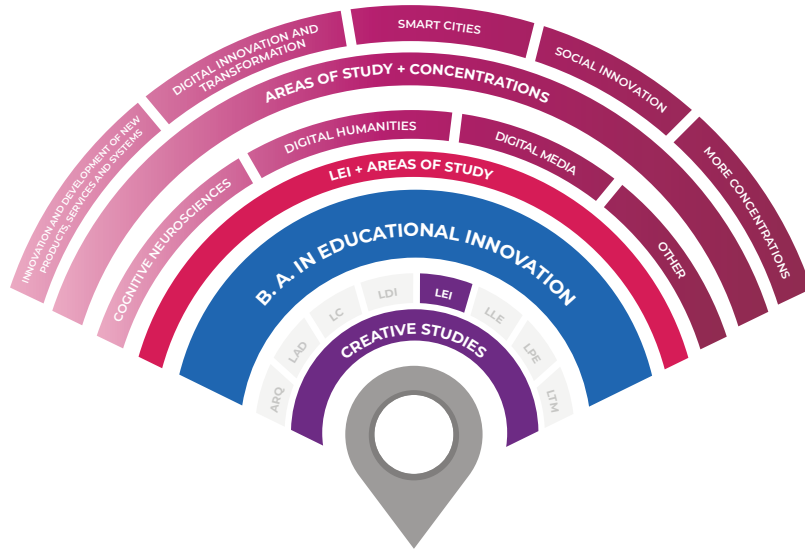 INNOVATION AND DEVELOPMENT OF NEW
PRODUCTS, SERVICES AND SYSTEMS
DIGITAL INNOVATION AND
TRANSFORMATION
SMART CITIES
SOCIAL INNOVATION
MORE CONCENTRATIONS
AREAS OF STUDY + CONCENTRATIONS
COGNITIVE NEUROSCIENCES
DIGITAL HUMANITIES
DIGITAL MEDIA
OTHER
LEI + AREAS OF STUDY
B. A. IN EDUCATIONAL INNOVATION
ARQ
LAD
LC
LDI
LEI
LLE
LPE
LTM
CREATIVE STUDIES